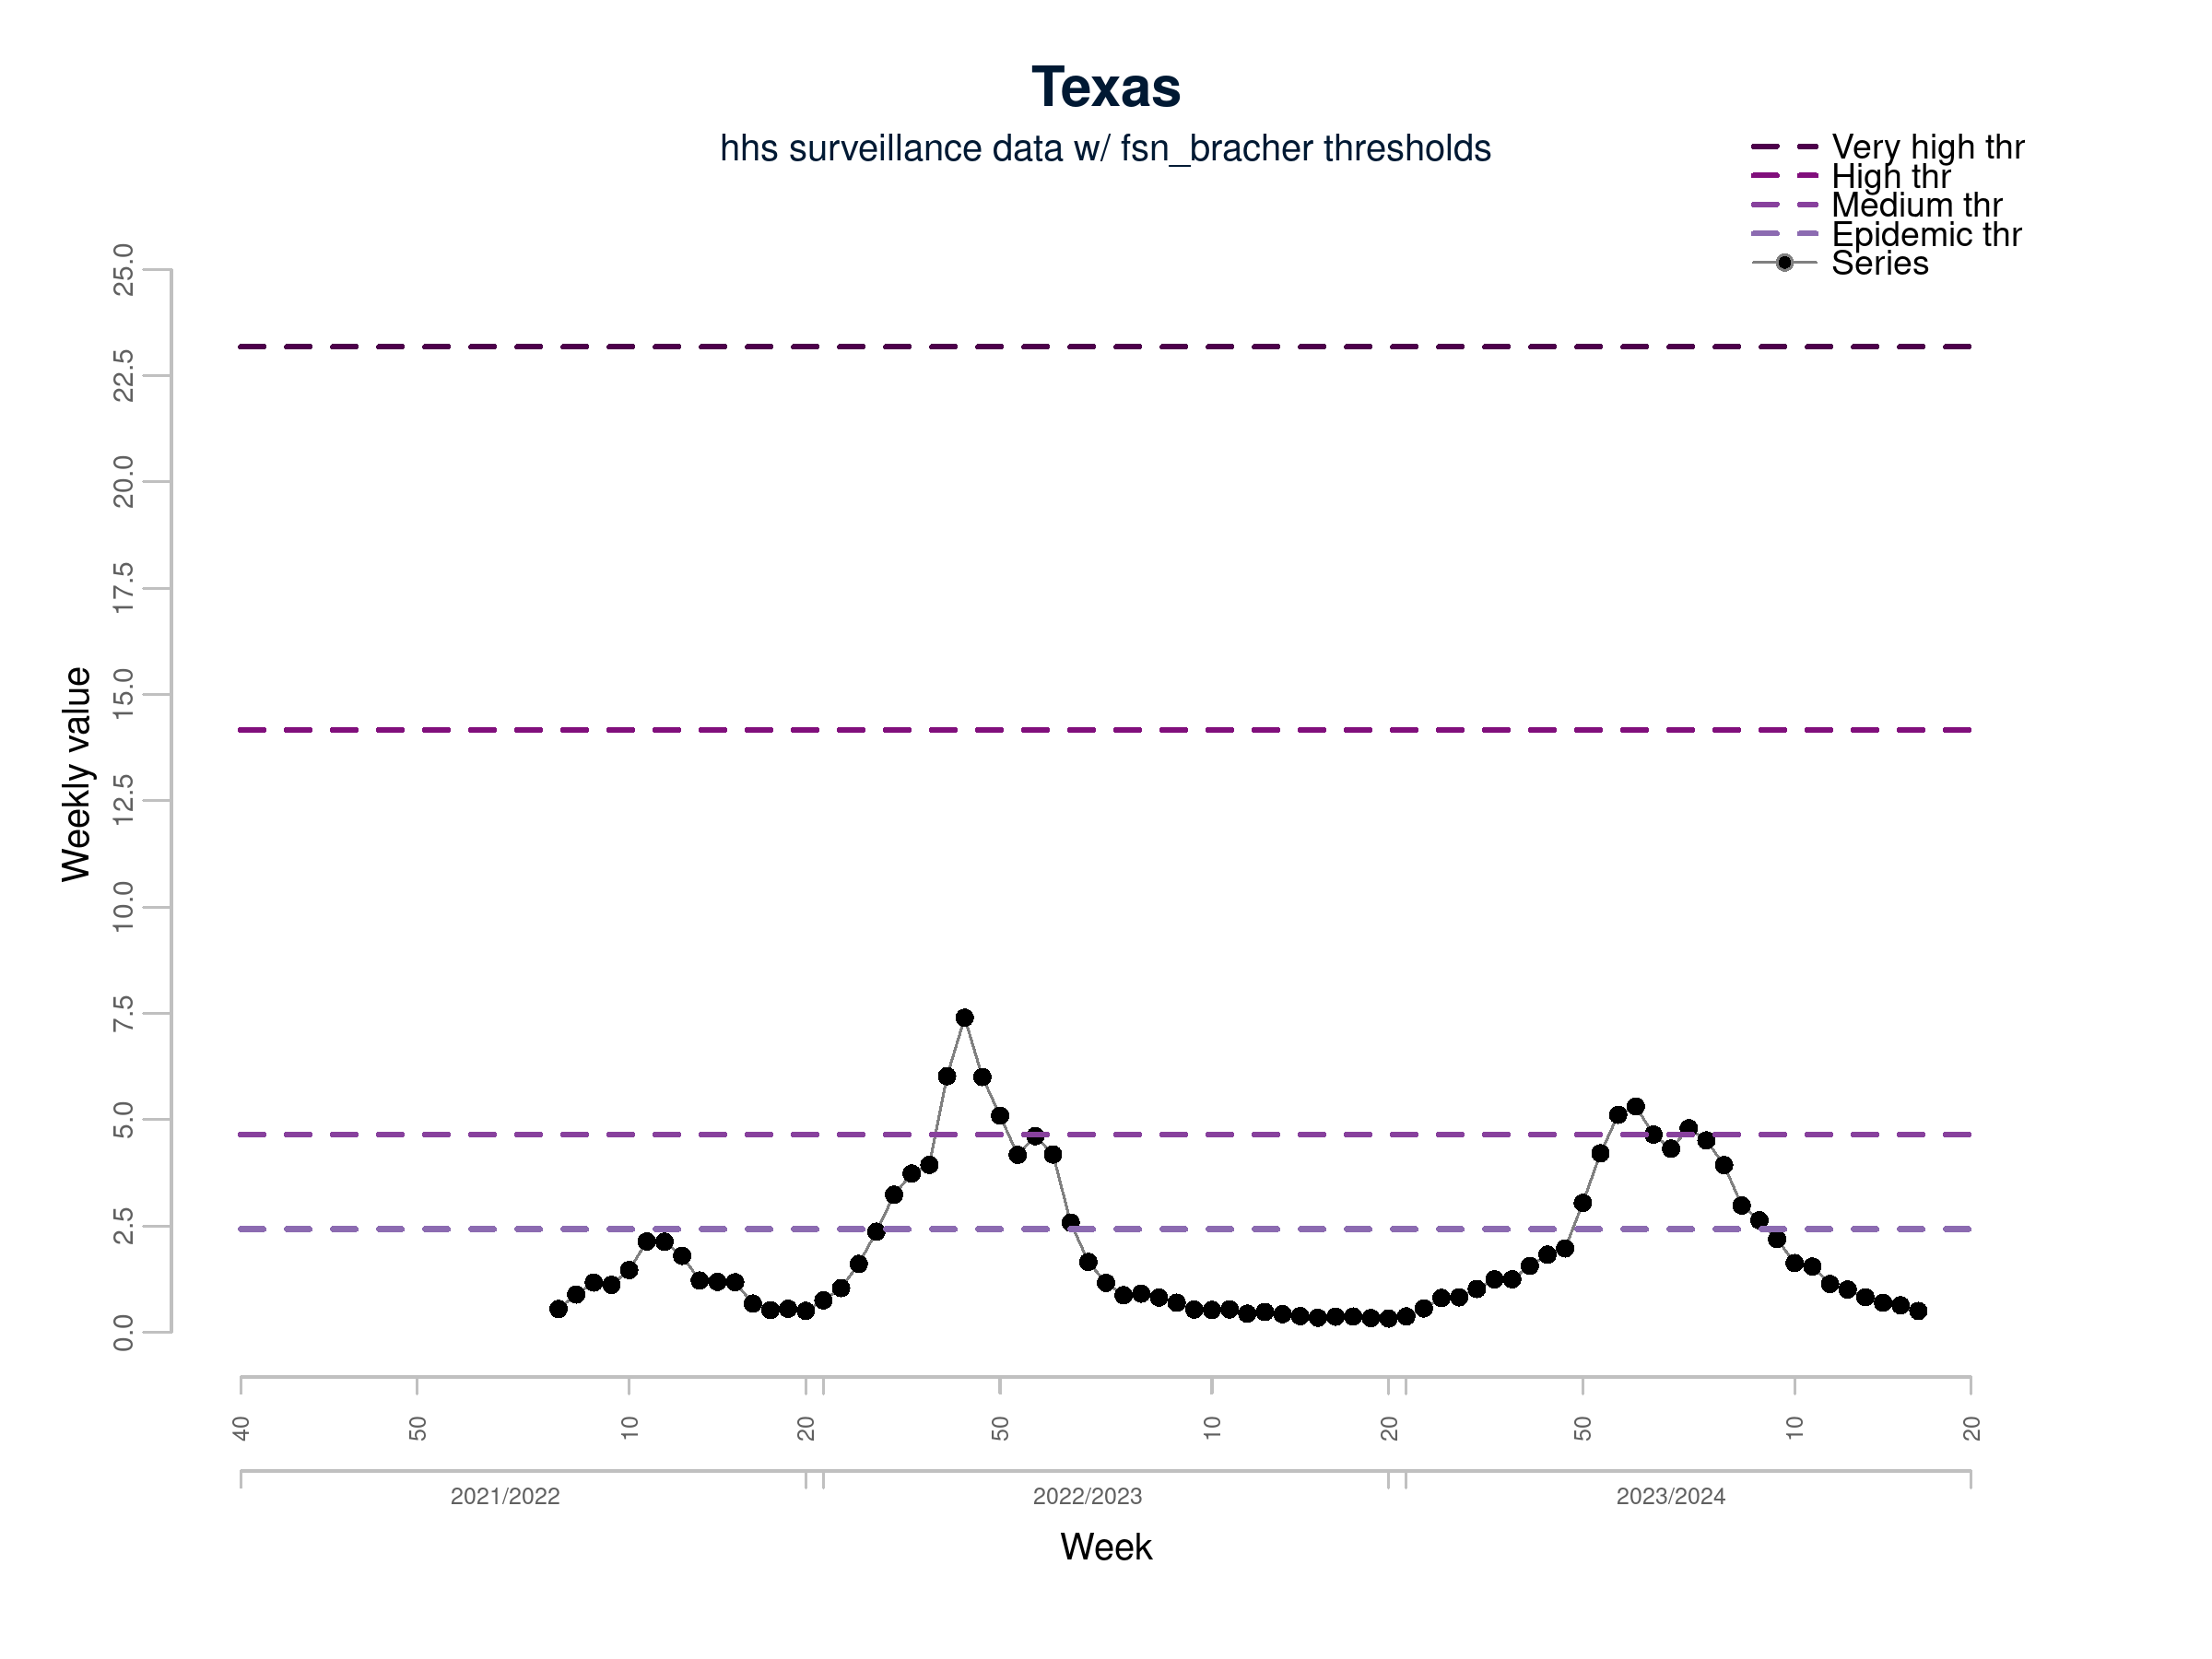 Texas
hhs surveillance data w/ fsn_bracher thresholds
Very high thr
High thr
Medium thr
Epidemic thr
Series
25.0
22.5
20.0
17.5
15.0
12.5
10.0
7.5
5.0
2.5
0.0
Weekly value
40 50 10 20 50 10 20 50 10 20
2021/2022 2022/2023 2023/2024
Week